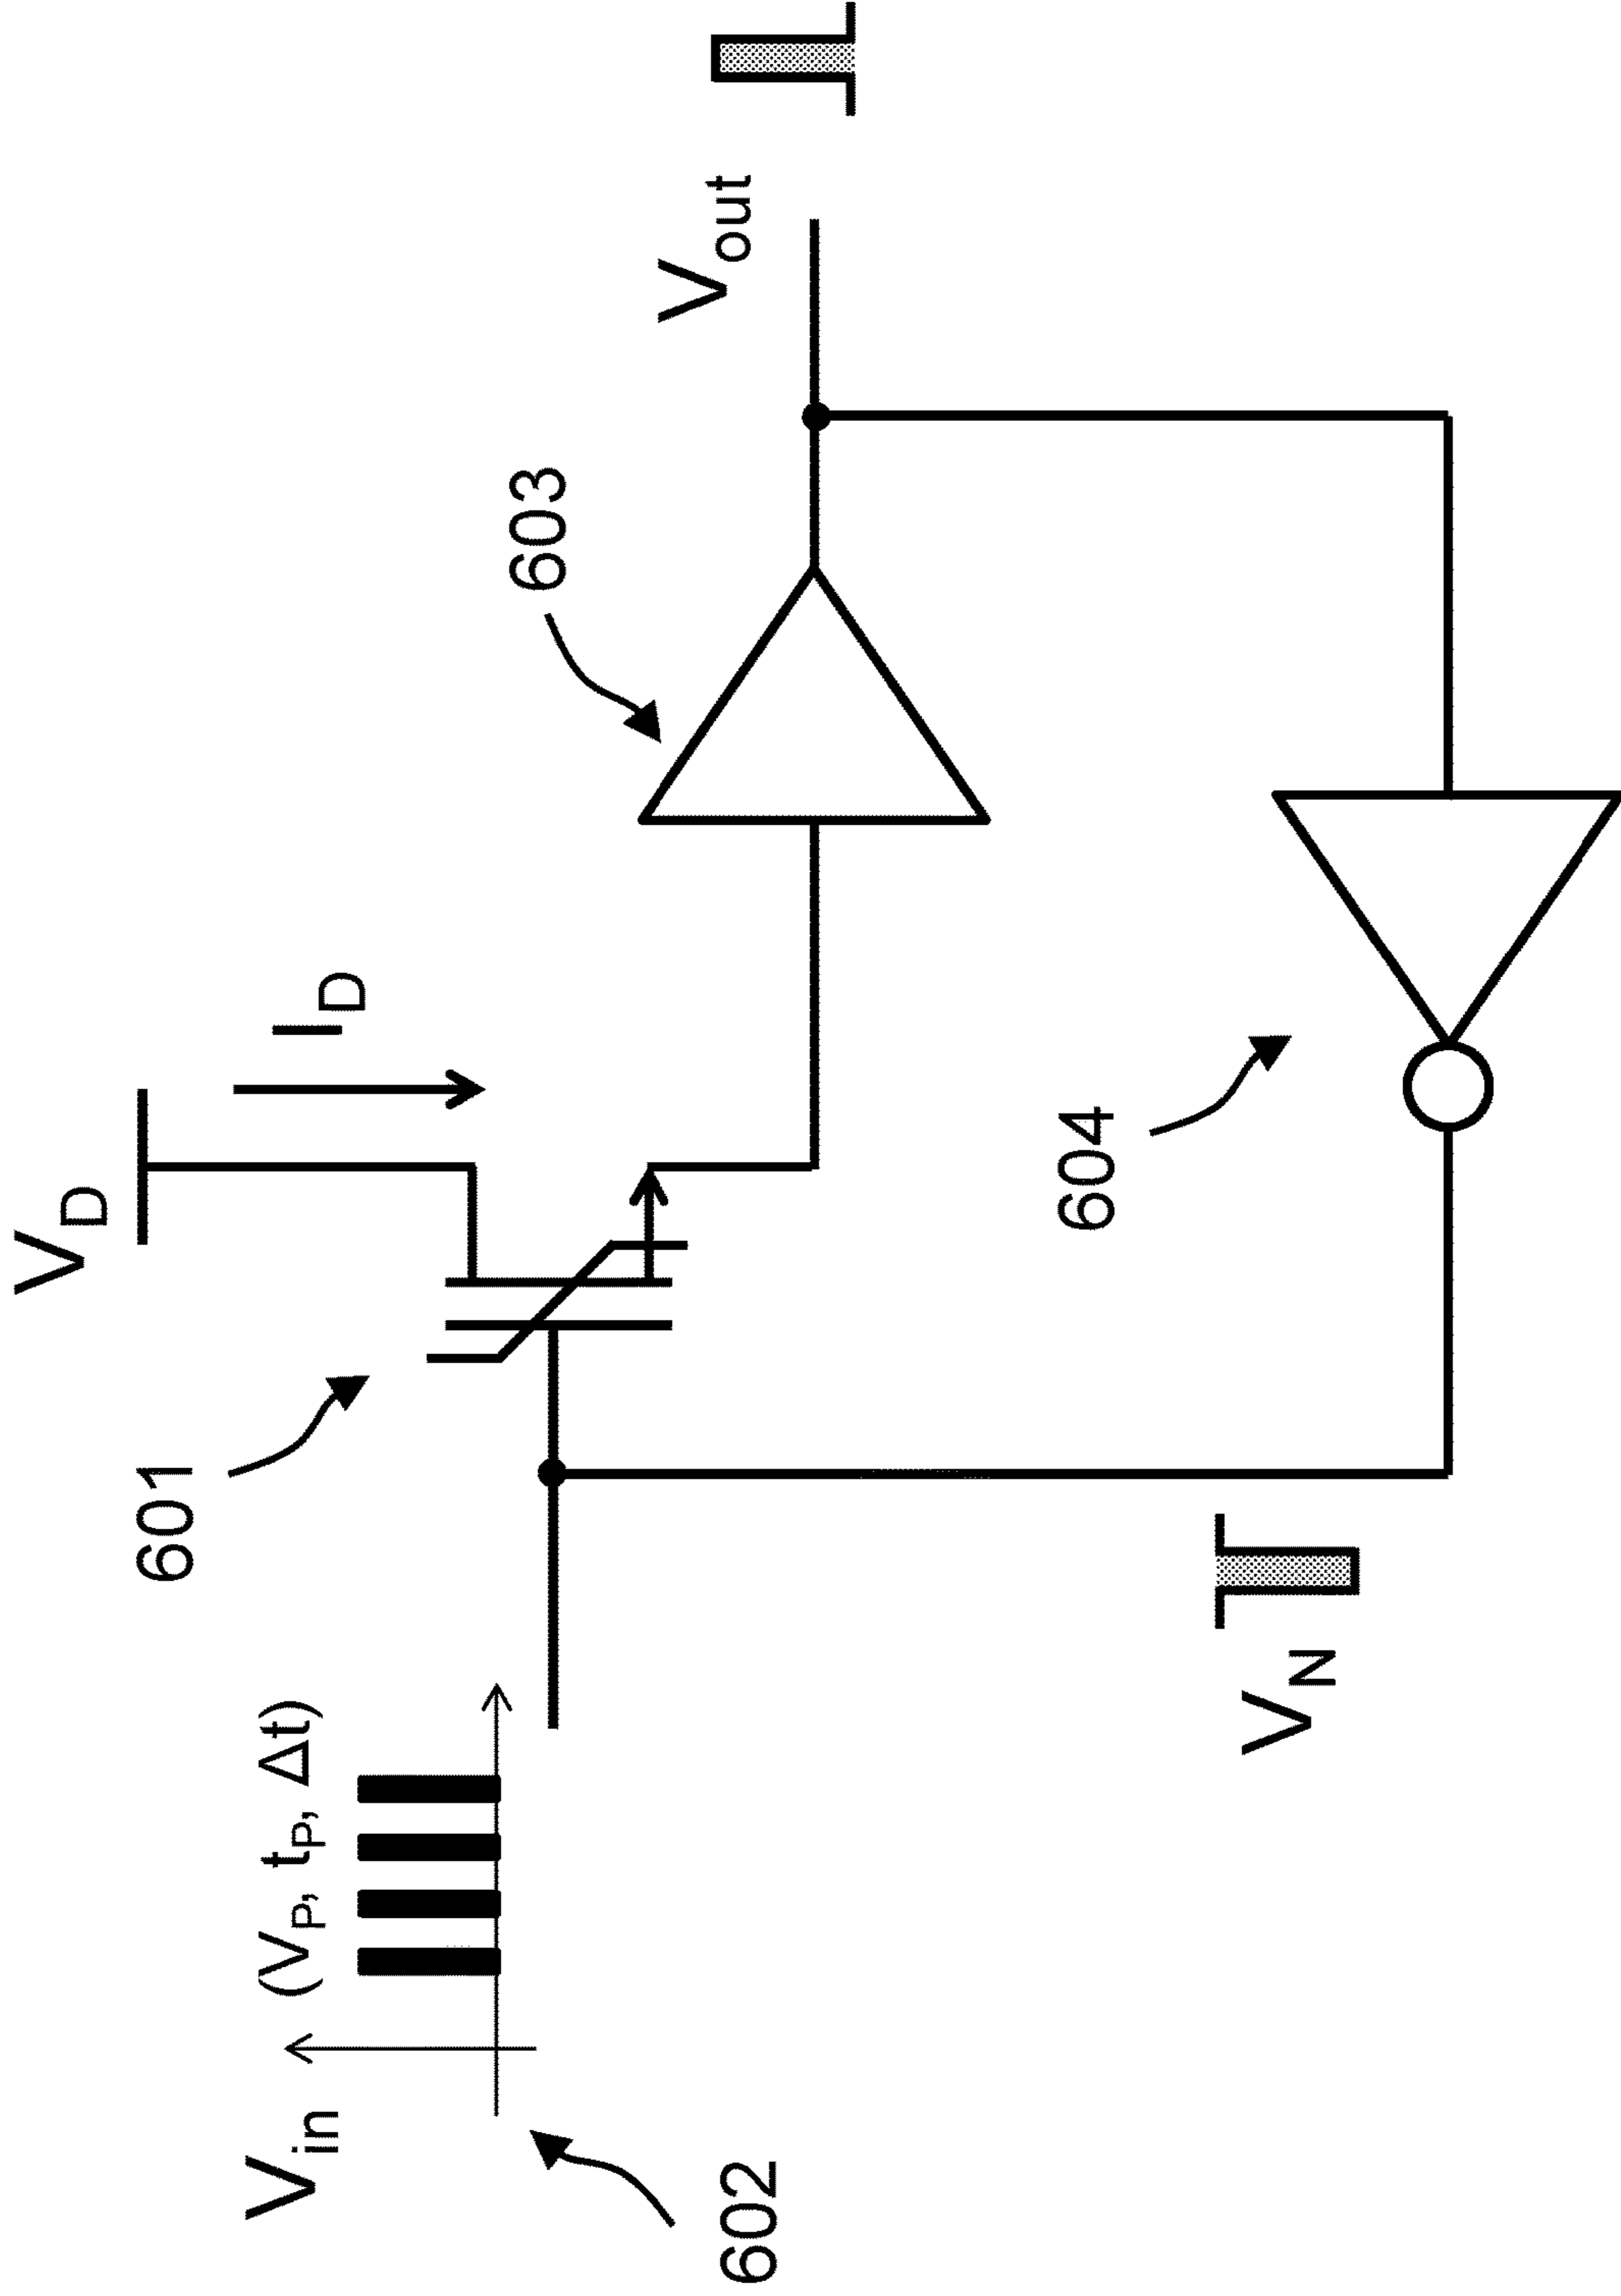 V_D
I_D
601
603
V_out
V_in
(V_P, t_P, Δt)
602
604
V_N